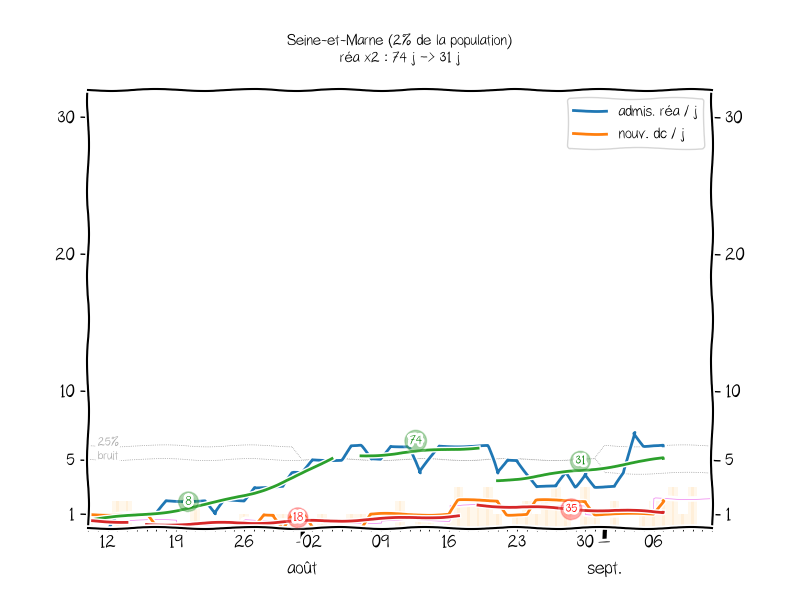 Seine-et-Marne (2% de la population)
réa x2 : 74 j -> 31 j
admis. réa / j
nouv. dc / j
30
30
20
20
10
10
25%
bruit
5
5
1
1
74
31
8
18
35
12 19 26 02 09 16 23 30 06
août sept.